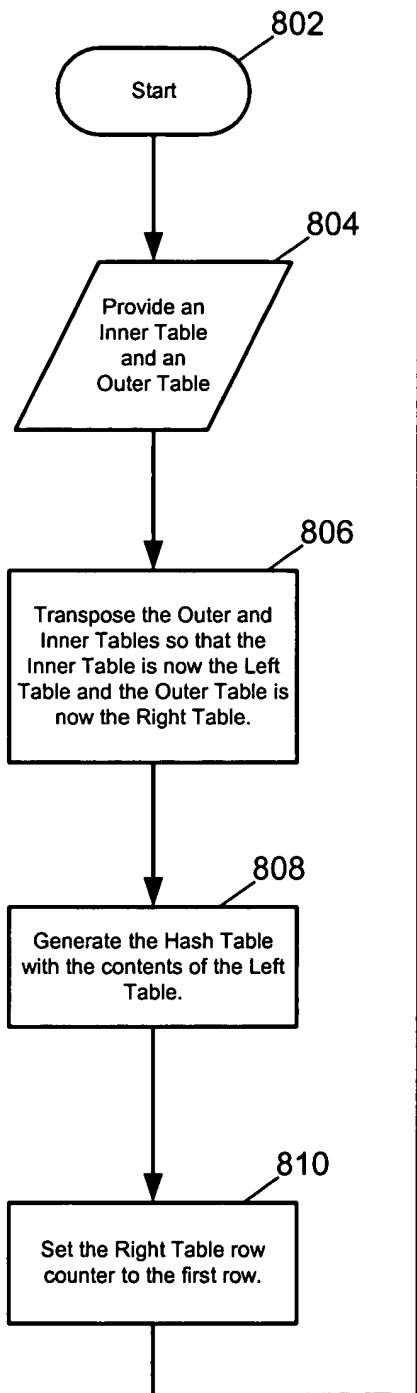 802
Start
804
Provide an
Inner Table
and an
Outer Table
806
Transpose the Outer and
Inner Tables so that the
Inner Table is now the Left
Table and the Outer Table is
now the Right Table.
808
Generate the Hash Table
with the contents of the Left
Table.
810
Set the Right Table row
counter to the first row.